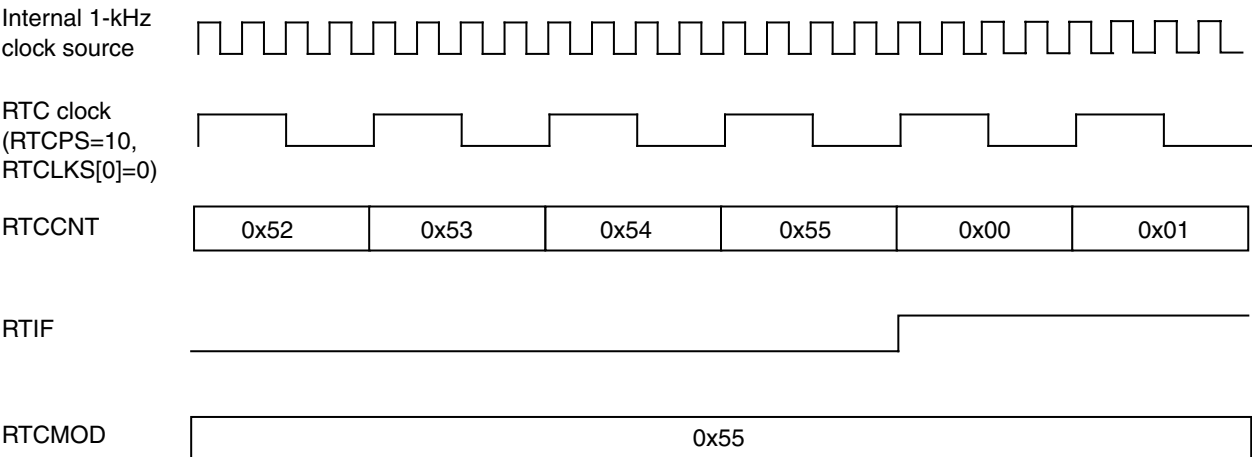 Internal 1-kHz
clock source
RTC clock
(RTCPS=10,
RTCLKS[0]=0)
RTCCNT
0x52 0x53 0x54 0x55 0x00 0x01
RTIF
RTCMOD
0x55